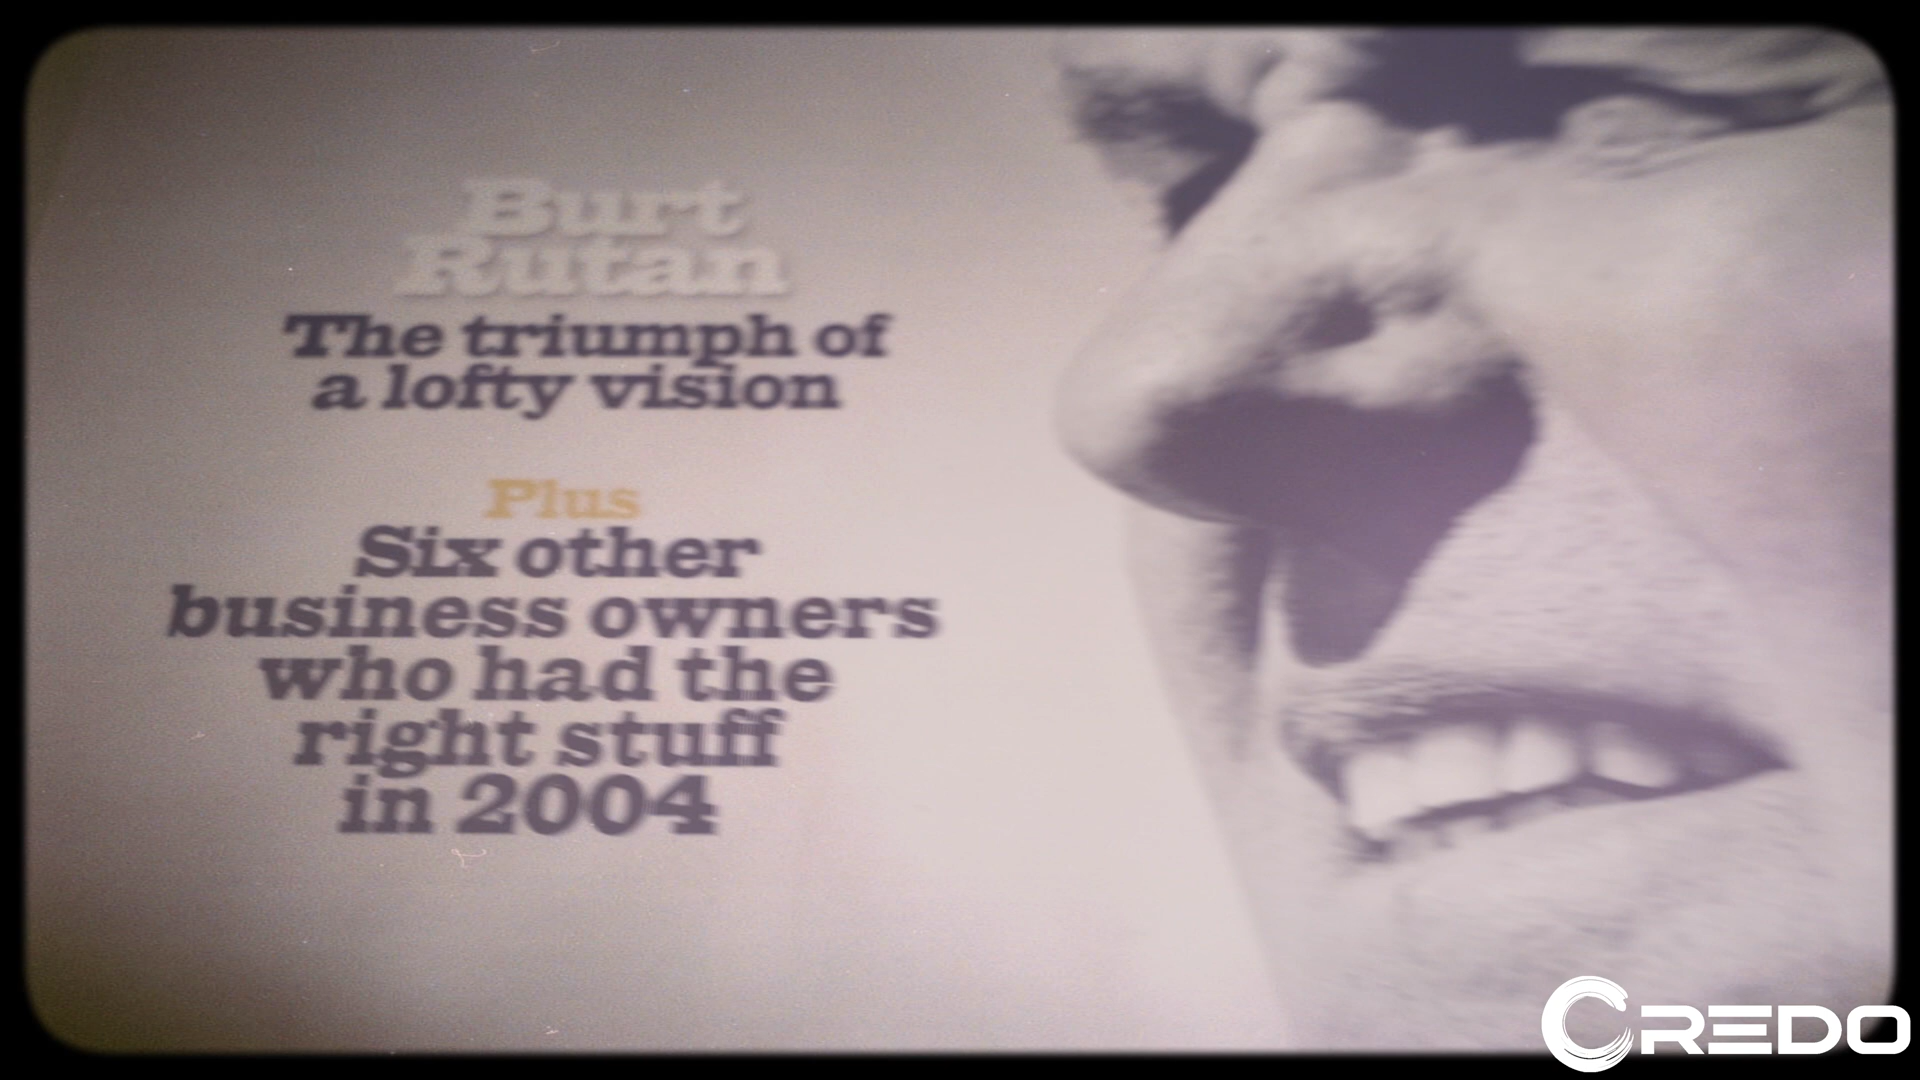 Burt
Rutan
The triumph of
a lofty vision
Plus
Six other
business owners
who had the
right stuff
in 2004
CREDO